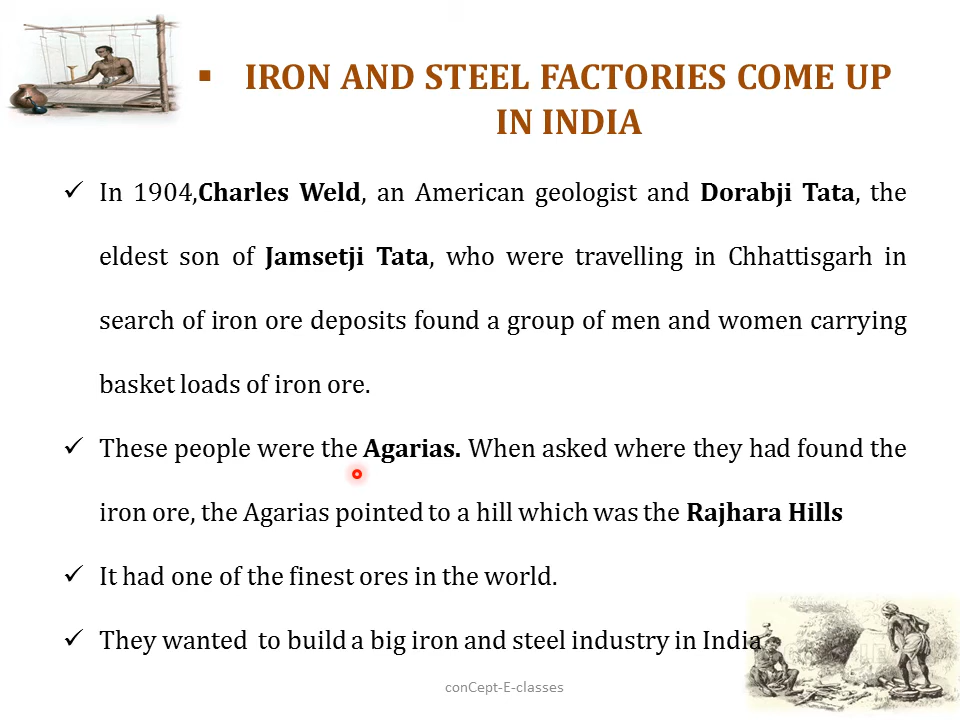 ▪ IRON AND STEEL FACTORIES COME UP
IN INDIA
✓ In 1904,Charles Weld, an American geologist and Dorabji Tata, the
eldest son of Jamsetji Tata, who were travelling in Chhattisgarh in
search of iron ore deposits found a group of men and women carrying
basket loads of iron ore.
✓ These people were the Agarias. When asked where they had found the
iron ore, the Agarias pointed to a hill which was the Rajhara Hills
✓ It had one of the finest ores in the world.
✓ They wanted to build a big iron and steel industry in India
conCept-E-classes